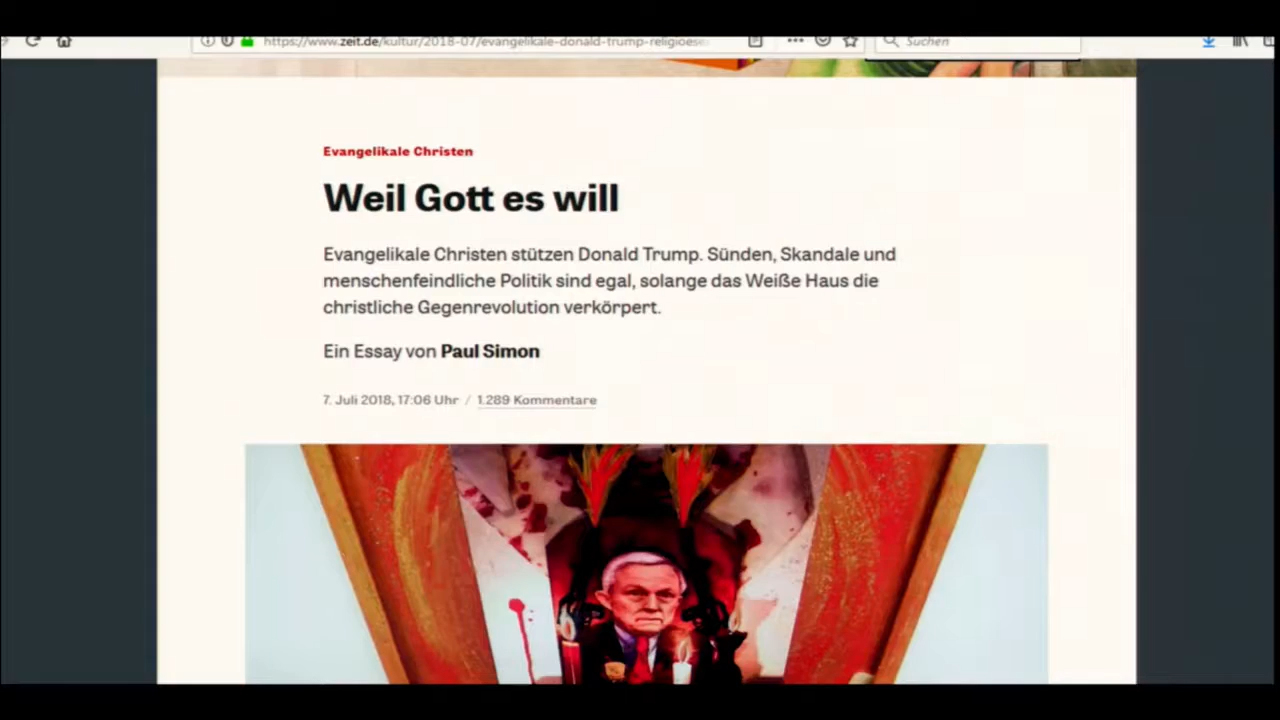 https://www.zeit.de/kultur/2018-07/evangelikale-donald-trump-religioese
Suchen
Evangelikale Christen
Weil Gott es will
Evangelikale Christen stützen Donald Trump. Sünden, Skandale und
menschenfeindliche Politik sind egal, solange das Weiße Haus die
christliche Gegenrevolution verkörpert.
Ein Essay von Paul Simon
7. Juli 2018, 17:06 Uhr / 1.289 Kommentare